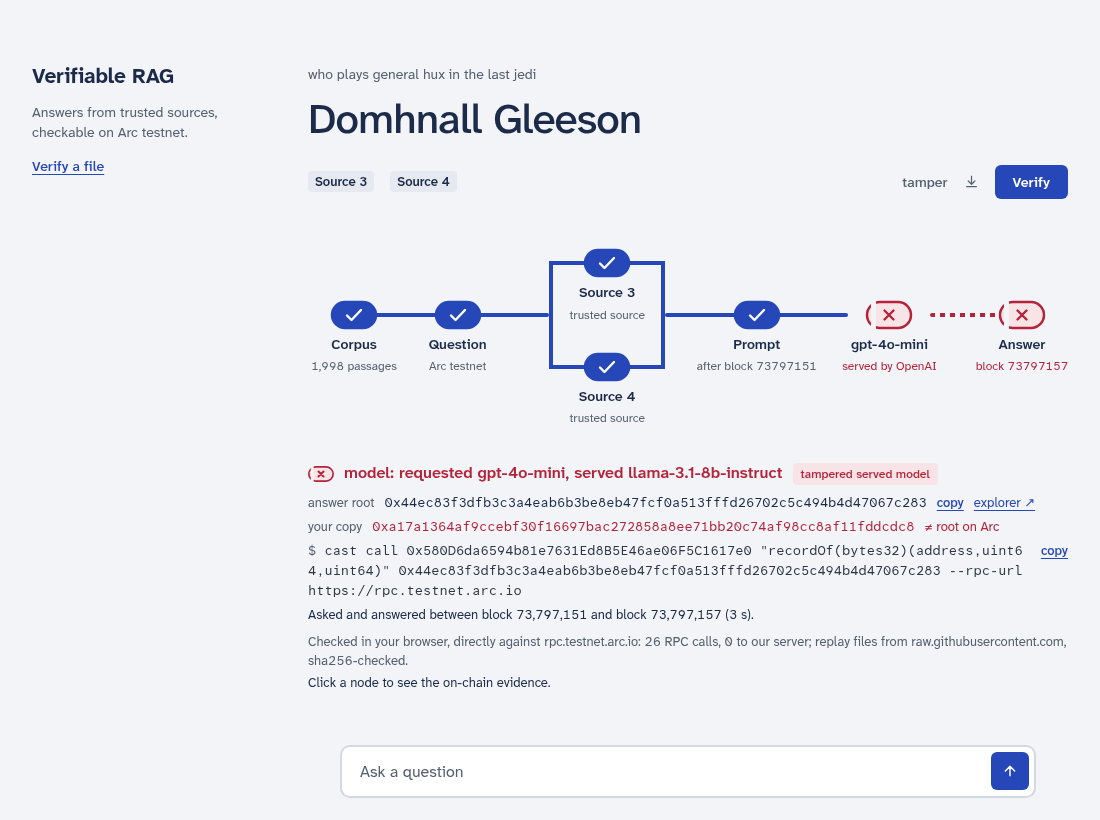 Verifiable RAG
Answers from trusted sources,
checkable on Arc testnet.
Verify a file
who plays general hux in the last jedi
Domhnall Gleeson
Source 3 Source 4
tamper Verify
Source 3
trusted source
Corpus
1,998 passages
Question
Arc testnet
Source 4
trusted source
Prompt
after block 73797151
gpt-4o-mini
served by OpenAI
Answer
block 73797157
model: requested gpt-4o-mini, served llama-3.1-8b-instruct tampered served model
answer root 0x44ec83f3dfb3c3a4eab6b3be8eb47fcf0a513fffd26702c5c494b4d47067c283 copy explorer ↗
your copy 0xa17a1364af9ccebf30f16697bac272858a8ee71bb20c74af98cc8af11fddcdc8 ≠ root on Arc
$ cast call 0x580D6da6594b81e7631Ed8B5E46ae06F5C1617e0 "recordOf(bytes32)(address,uint6 copy
4,uint64)" 0x44ec83f3dfb3c3a4eab6b3be8eb47fcf0a513fffd26702c5c494b4d47067c283 --rpc-url
https://rpc.testnet.arc.io
Asked and answered between block 73,797,151 and block 73,797,157 (3 s).
Checked in your browser, directly against rpc.testnet.arc.io: 26 RPC calls, 0 to our server; replay files from raw.githubusercontent.com,
sha256-checked.
Click a node to see the on-chain evidence.
Ask a question